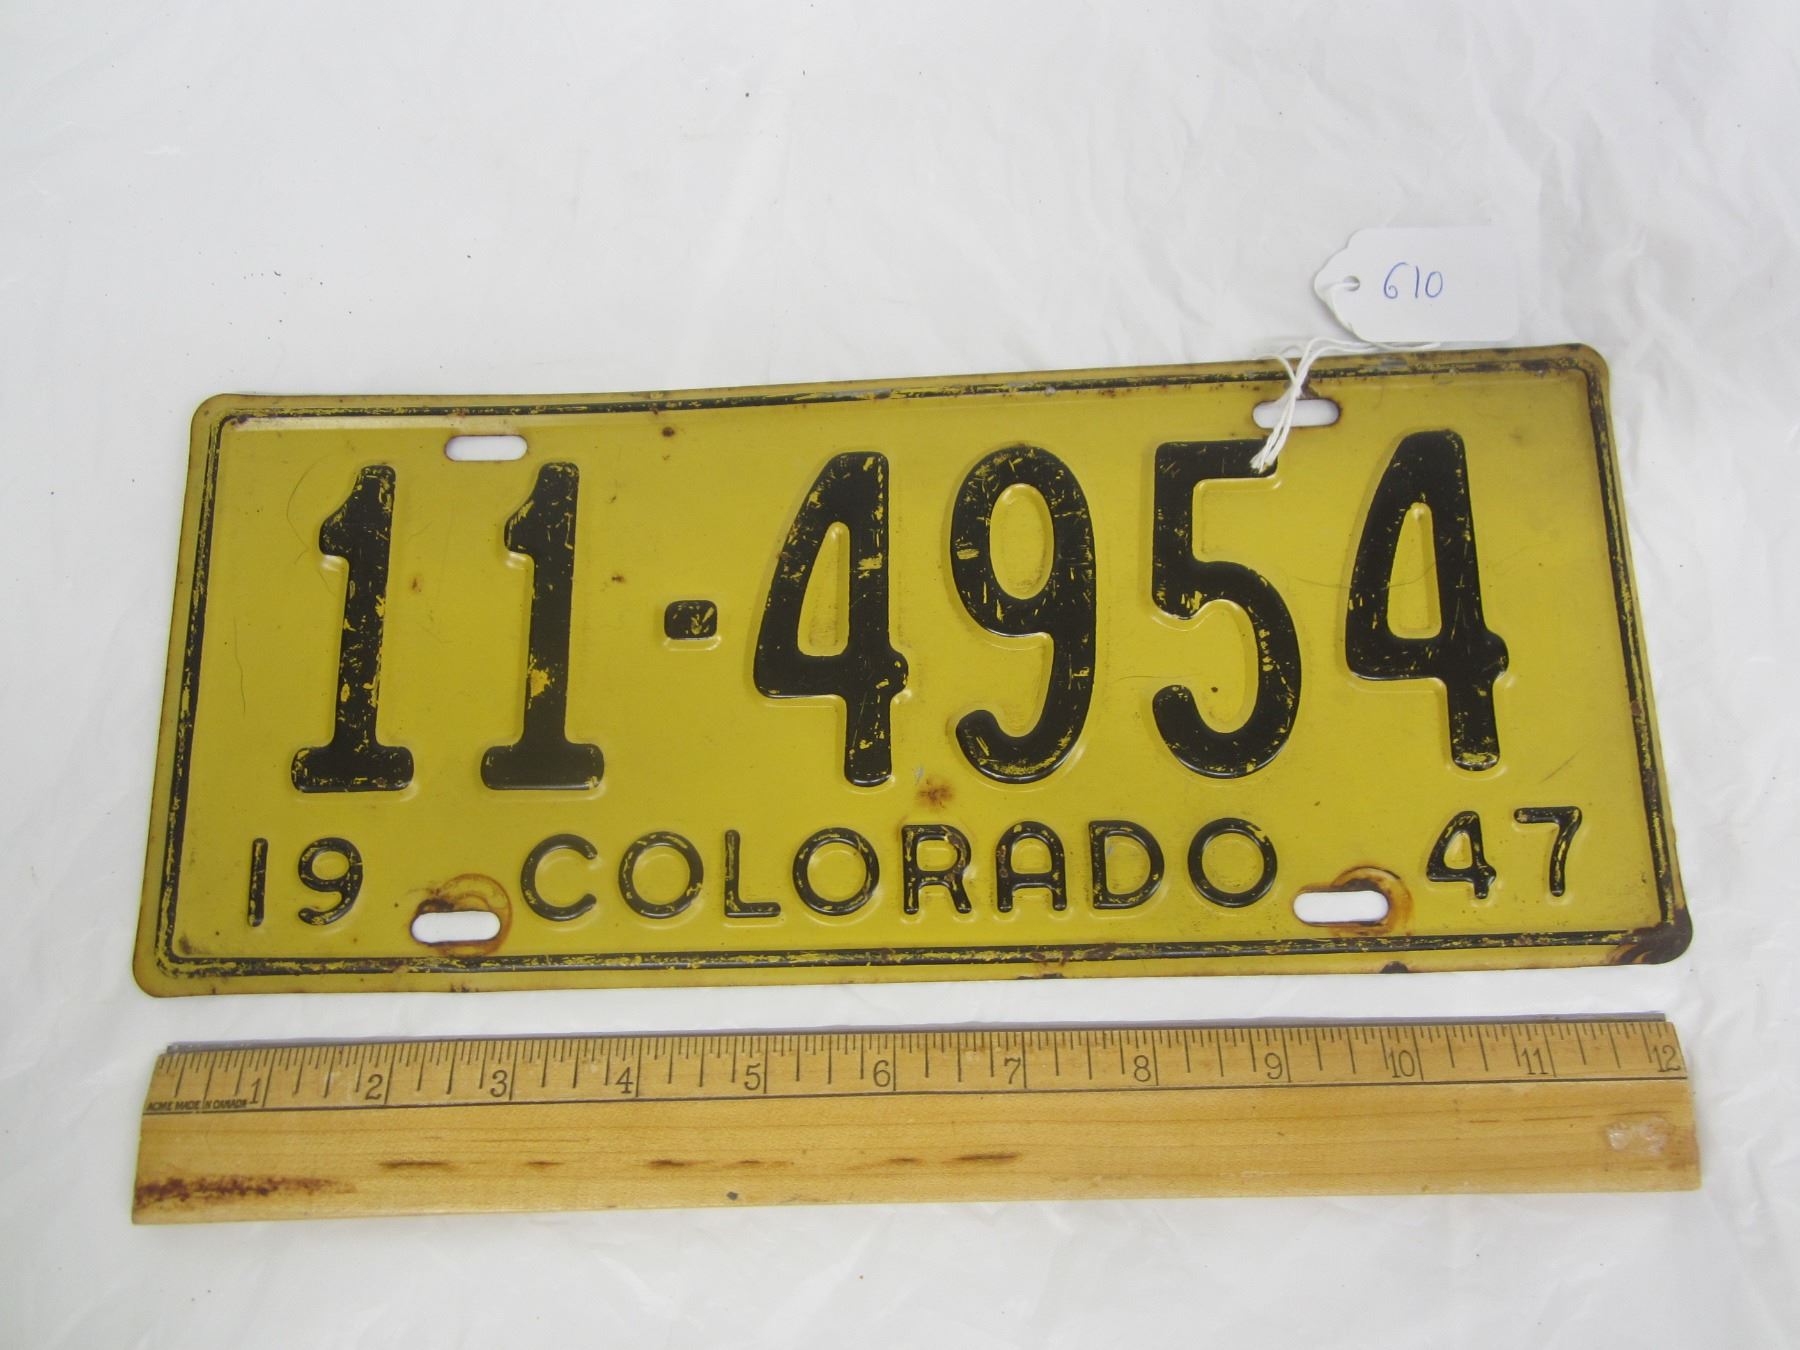 610
11-4954
19 COLORADO 47
1 2 3 4 5 6 7 8 9 10 11 12
ACME MADE IN CANADA